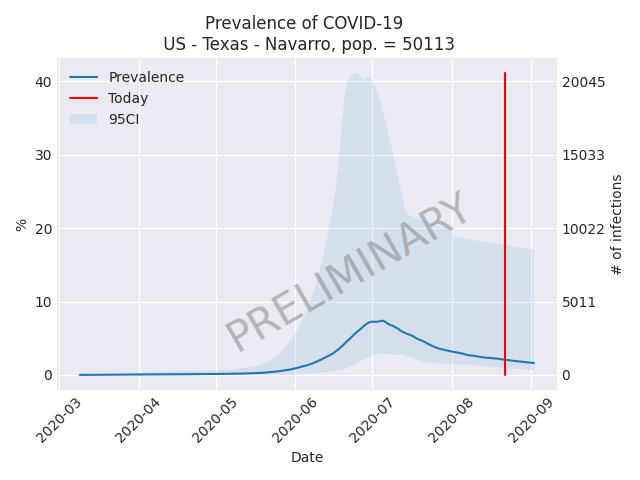 Prevalence of COVID-19
US - Texas - Navarro, pop. = 50113
Prevalence
Today
95CI
40
30
20
10
0
%
20045
15033
10022
5011
0
# of infections
PRELIMINARY
2020-03
2020-04
2020-05
2020-06
2020-07
2020-08
2020-09
Date